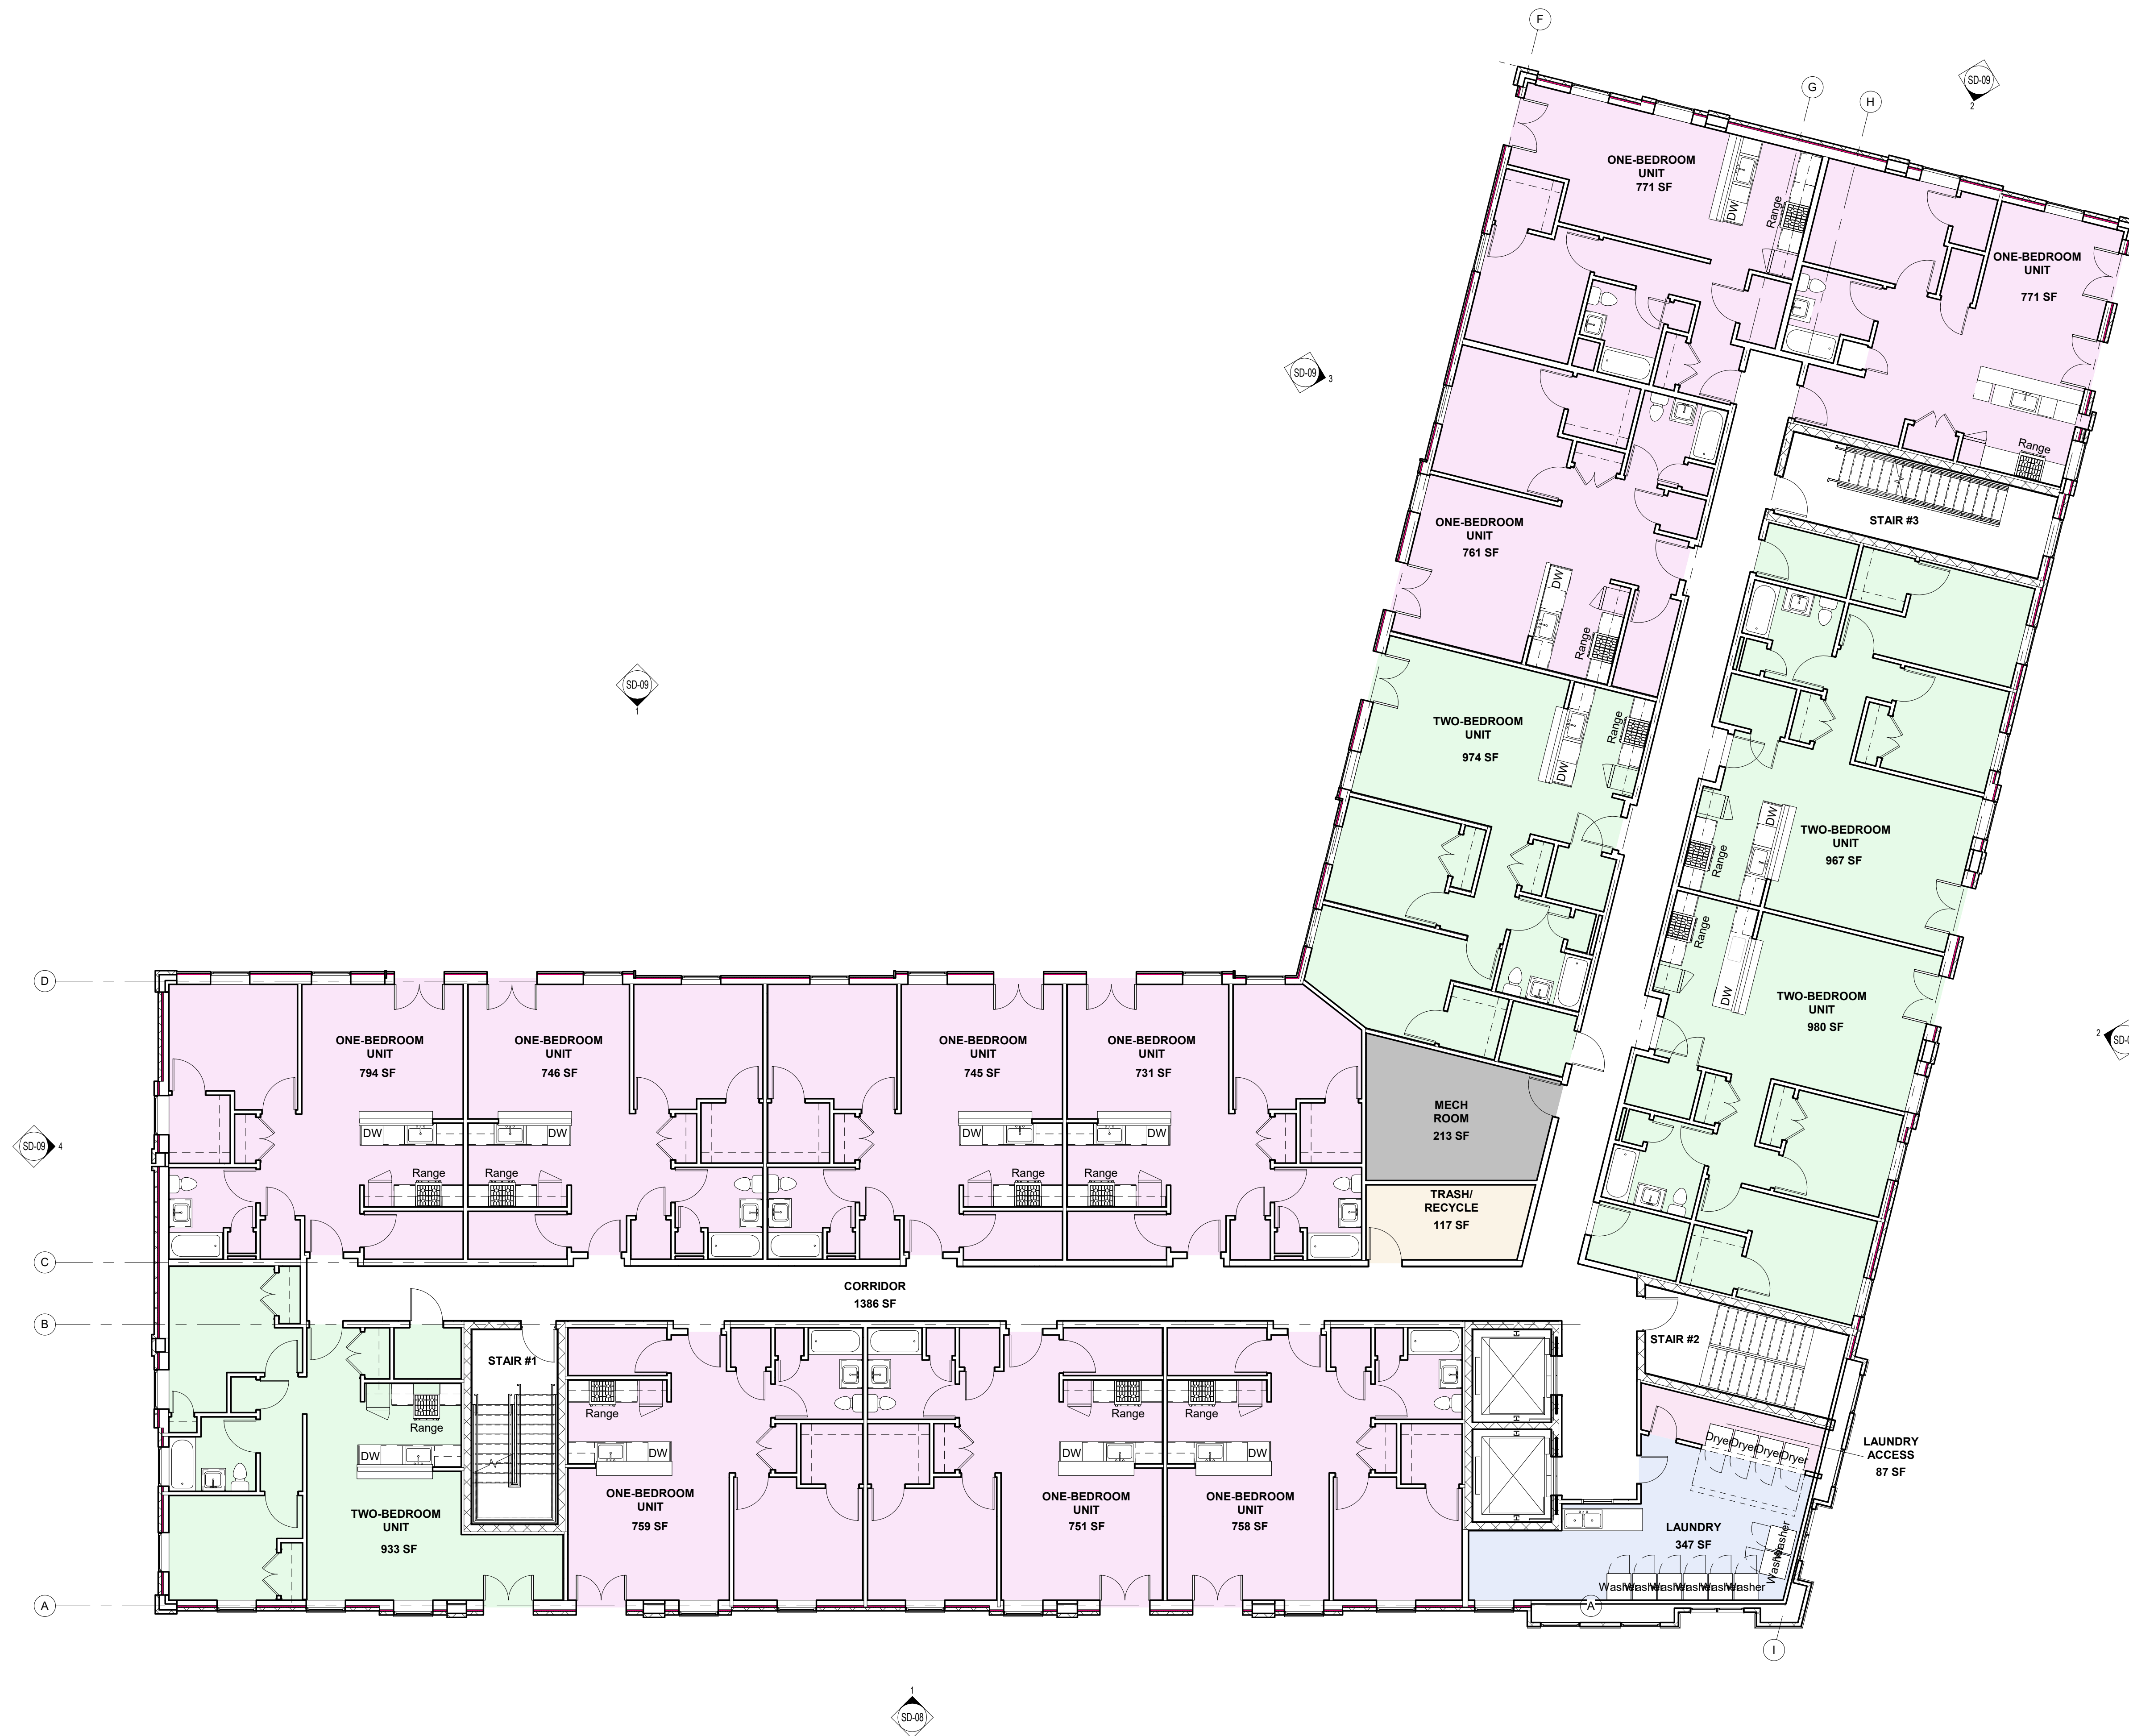 F
G
H
SD-09
2
ONE-BEDROOM
UNIT
771 SF
DW
Range
ONE-BEDROOM
UNIT
771 SF
Range
SD-09
3
STAIR #3
ONE-BEDROOM
UNIT
761 SF
DW
Range
SD-09
1
TWO-BEDROOM
UNIT
974 SF
DW
Range
TWO-BEDROOM
UNIT
967 SF
DW
Range
TWO-BEDROOM
UNIT
980 SF
DW
Range
2
D
ONE-BEDROOM
UNIT
794 SF
DW
Range
ONE-BEDROOM
UNIT
746 SF
DW
Range
ONE-BEDROOM
UNIT
745 SF
DW
Range
ONE-BEDROOM
UNIT
731 SF
DW
Range
MECH
ROOM
213 SF
SD-09
4
TRASH/
RECYCLE
117 SF
C
CORRIDOR
1386 SF
B
STAIR #1
STAIR #2
Range
DW
TWO-BEDROOM
UNIT
933 SF
Range
DW
ONE-BEDROOM
UNIT
759 SF
Range
DW
ONE-BEDROOM
UNIT
751 SF
Range
DW
ONE-BEDROOM
UNIT
758 SF
Dryer
Dryer
Dryer
Dryer
LAUNDRY
ACCESS
87 SF
LAUNDRY
347 SF
Washer
Washer
Washer
Washer
Washer
Washer
Washer
Washer
A
A
I
1
SD-08